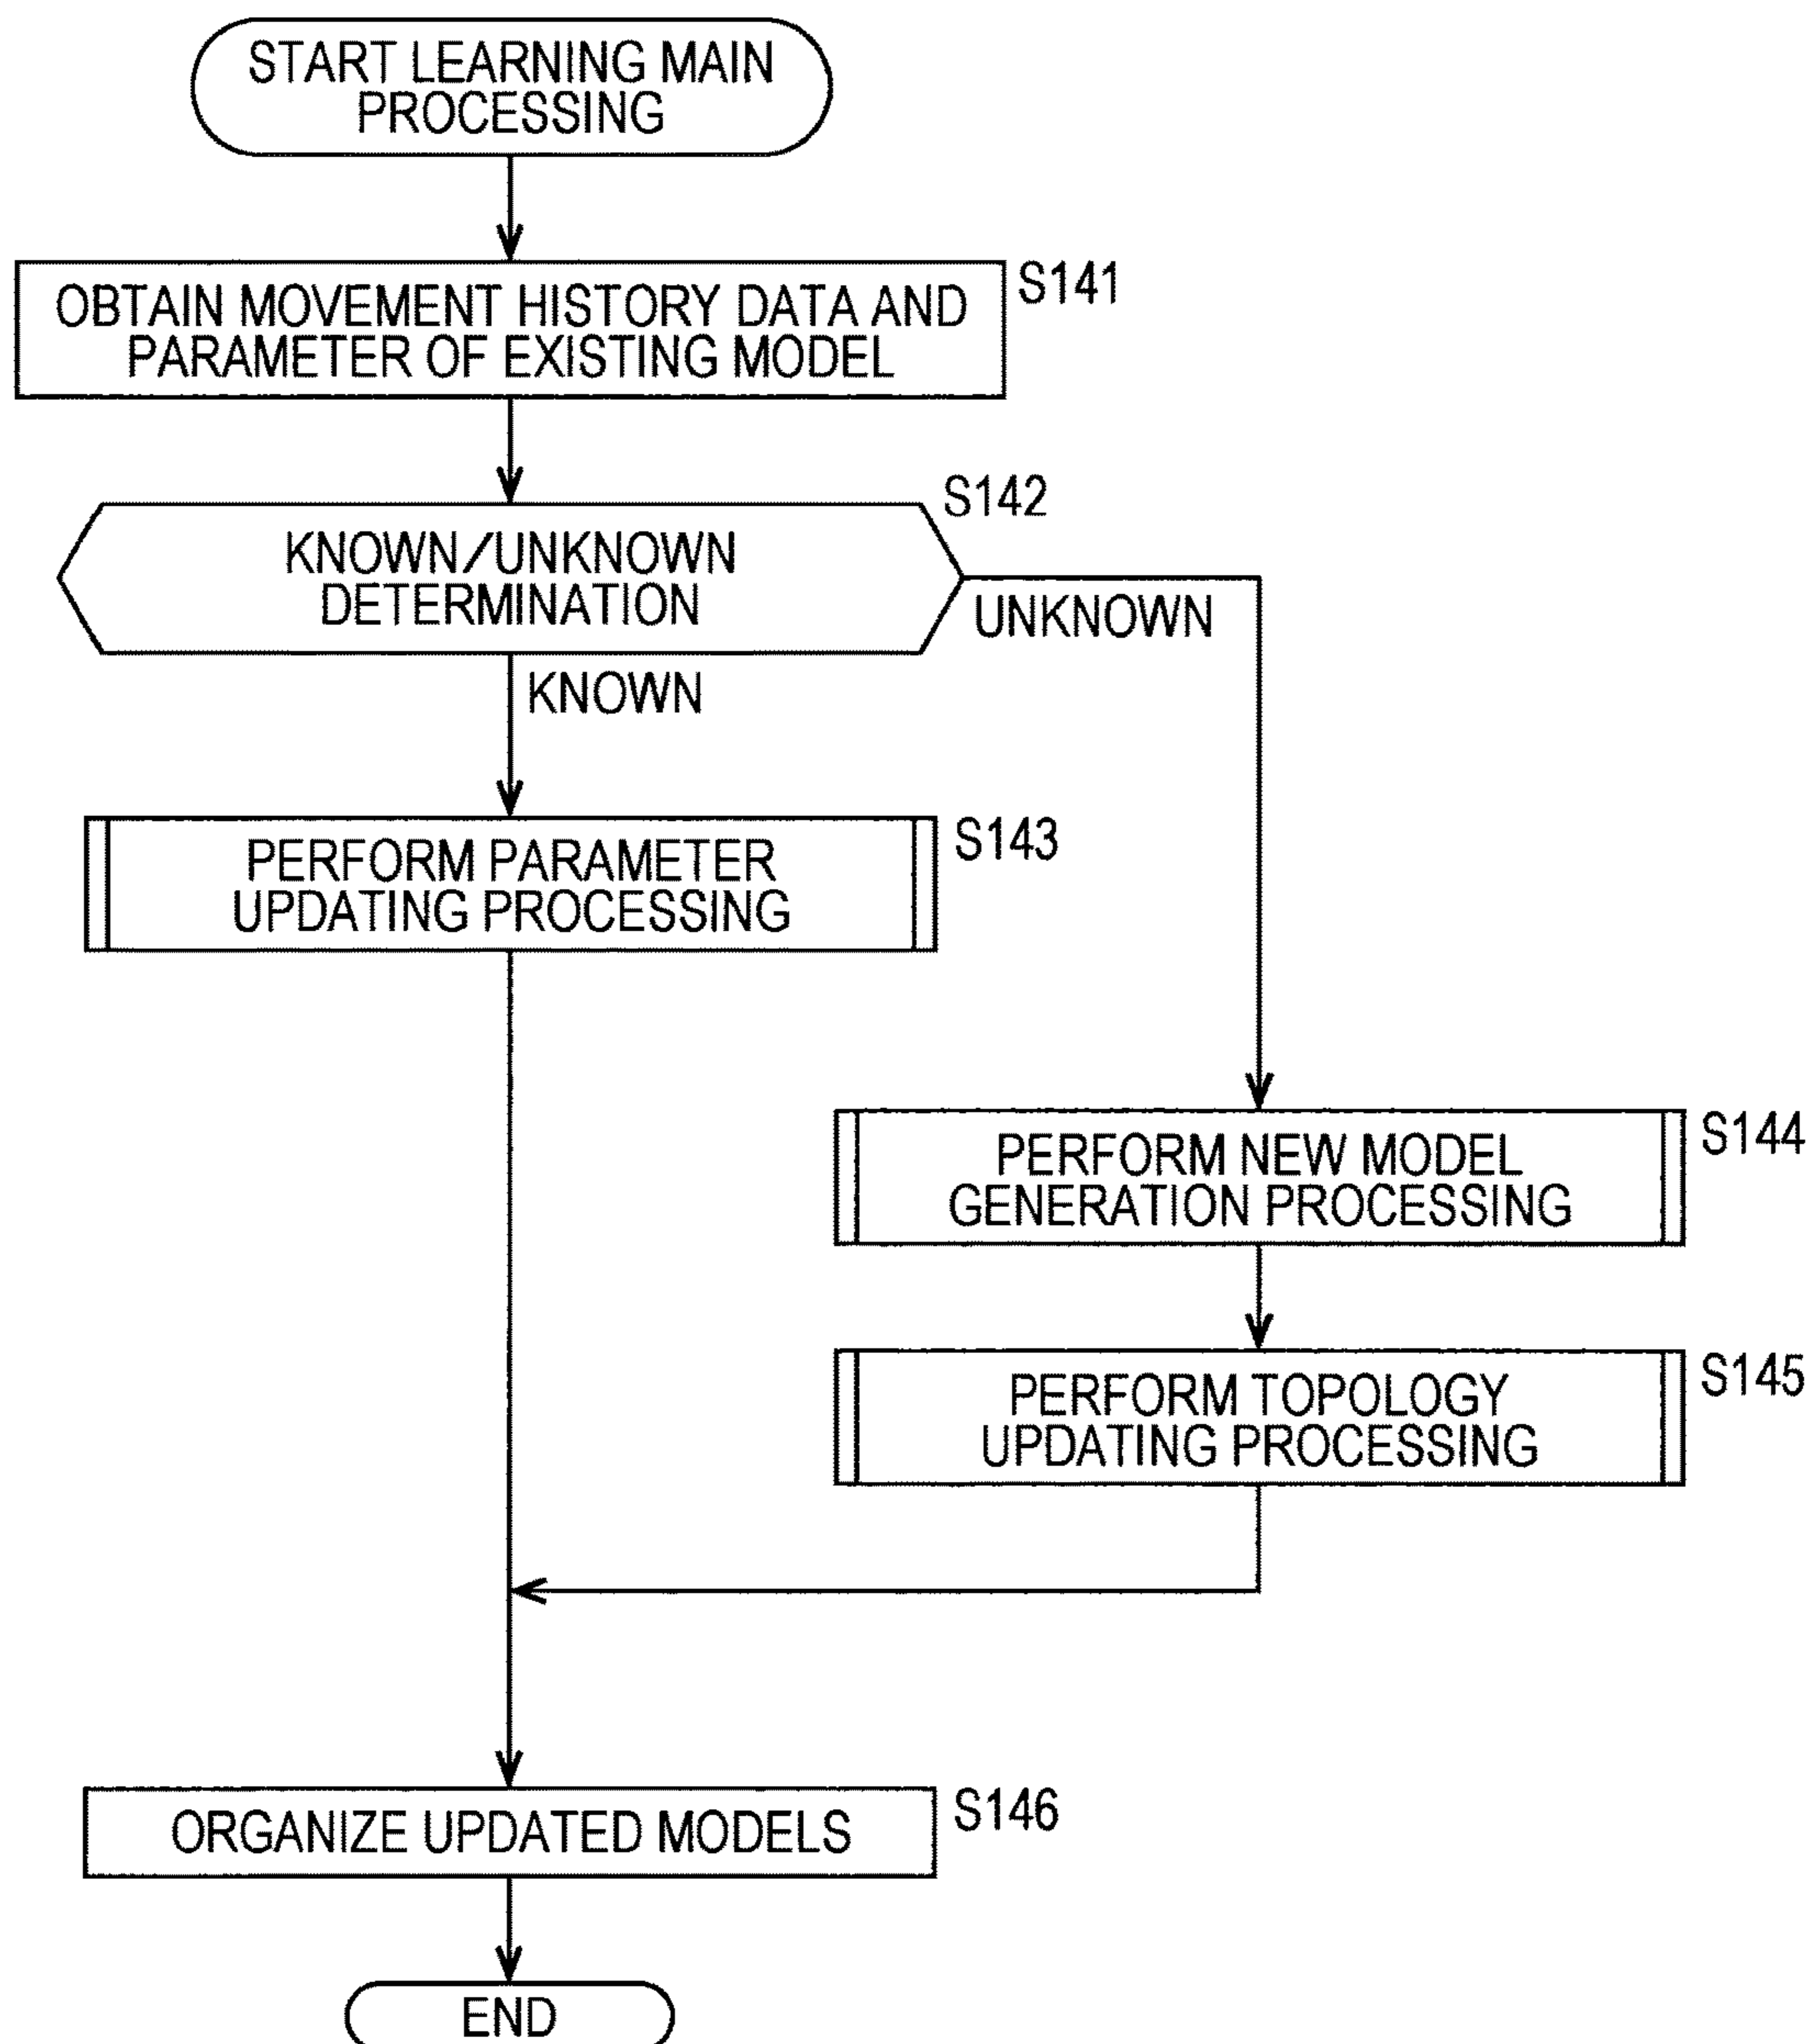 START LEARNING MAIN
PROCESSING
OBTAIN MOVEMENT HISTORY DATA AND
PARAMETER OF EXISTING MODEL
S141
KNOWN/UNKNOWN
DETERMINATION
S142
UNKNOWN
KNOWN
PERFORM PARAMETER
UPDATING PROCESSING
S143
PERFORM NEW MODEL
GENERATION PROCESSING
S144
PERFORM TOPOLOGY
UPDATING PROCESSING
S145
ORGANIZE UPDATED MODELS
S146
END